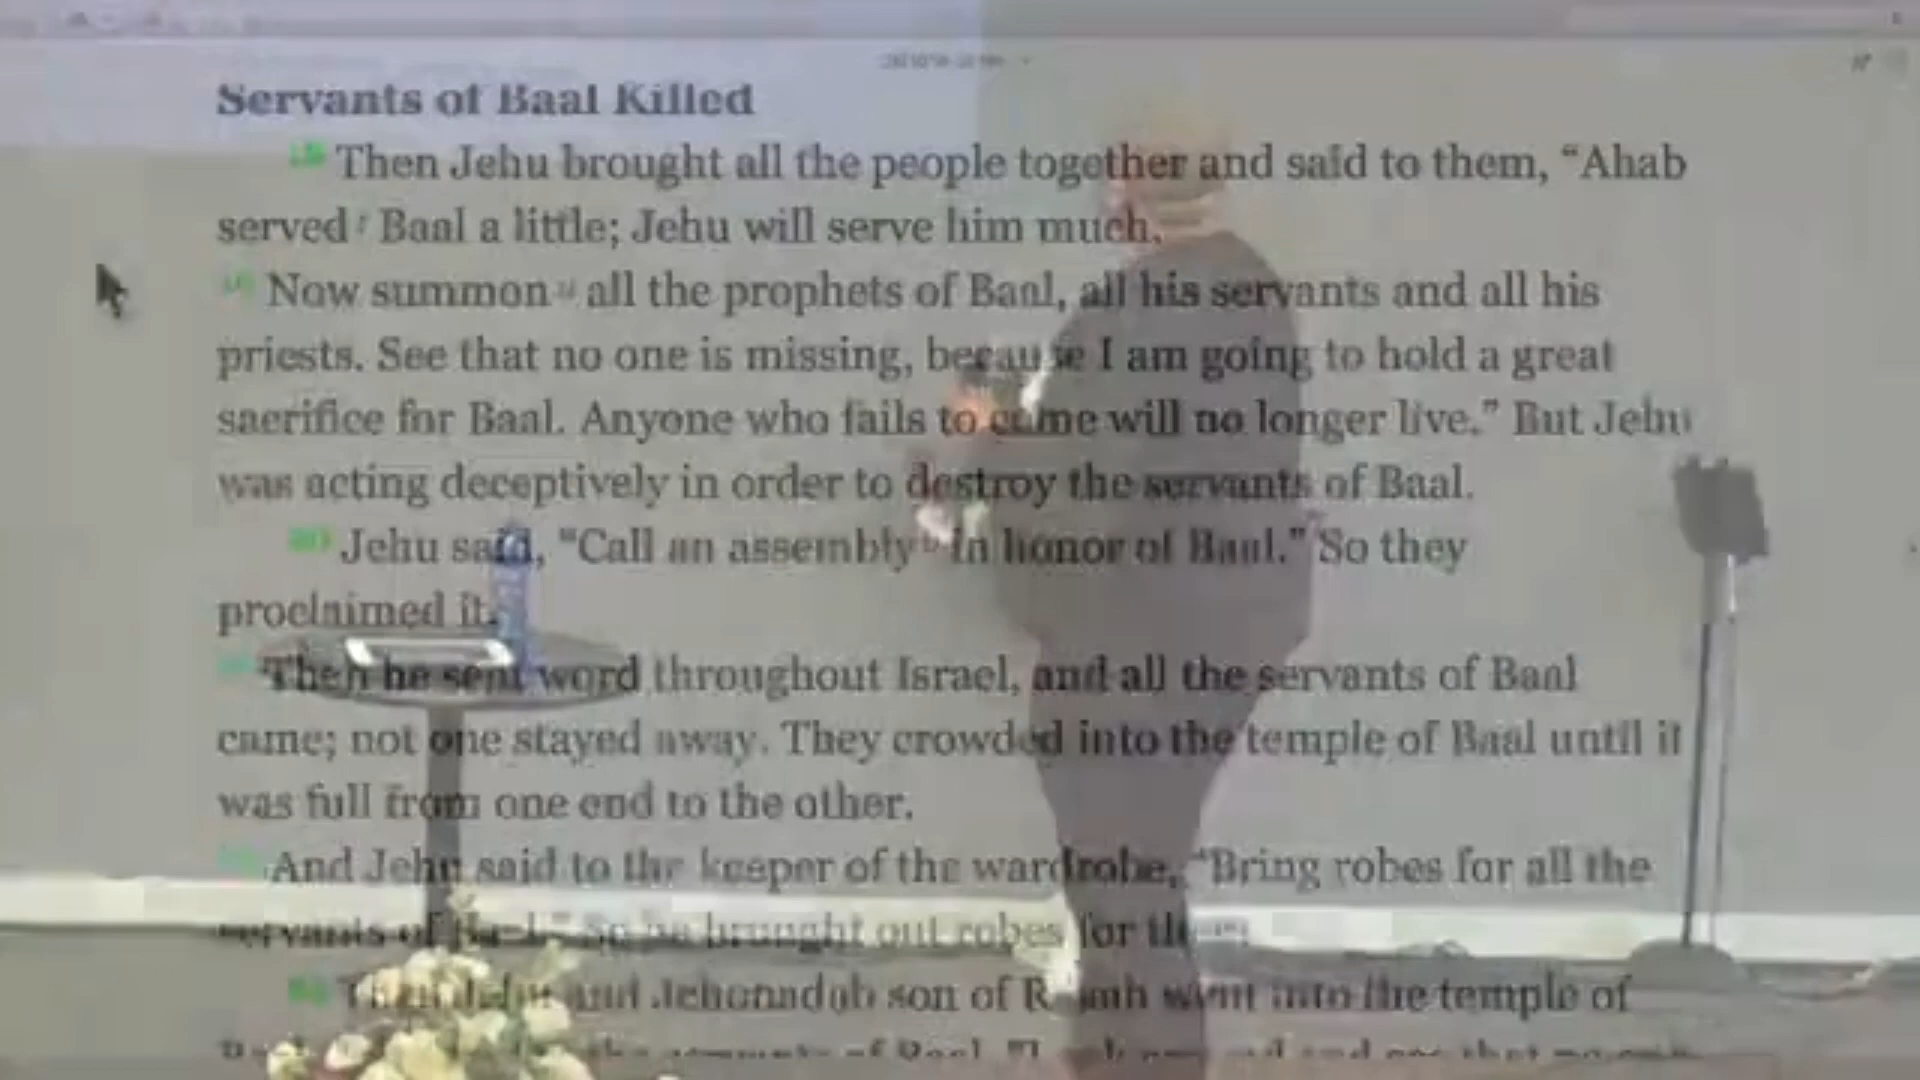 Servants of Baal Killed
18 Then Jehu brought all the people together and said to them, “Ahab
served Baal a little; Jehu will serve him much.
19 Now summon all the prophets of Baal, all his servants and all his
priests. See that no one is missing, because I am going to hold a great
sacrifice for Baal. Anyone who fails to come will no longer live.” But Jehu
was acting deceptively in order to destroy the servants of Baal.
20 Jehu said, “Call an assembly in honor of Baal.” So they
proclaimed it.
Then he sent word throughout Israel, and all the servants of Baal
came; not one stayed away. They crowded into the temple of Baal until it
was full from one end to the other.
And Jehu said to the keeper of the wardrobe, “Bring robes for all the
servants of Baal.” So he brought out robes for them.
Then Jehu and Jehonadab son of Rekab went into the temple of